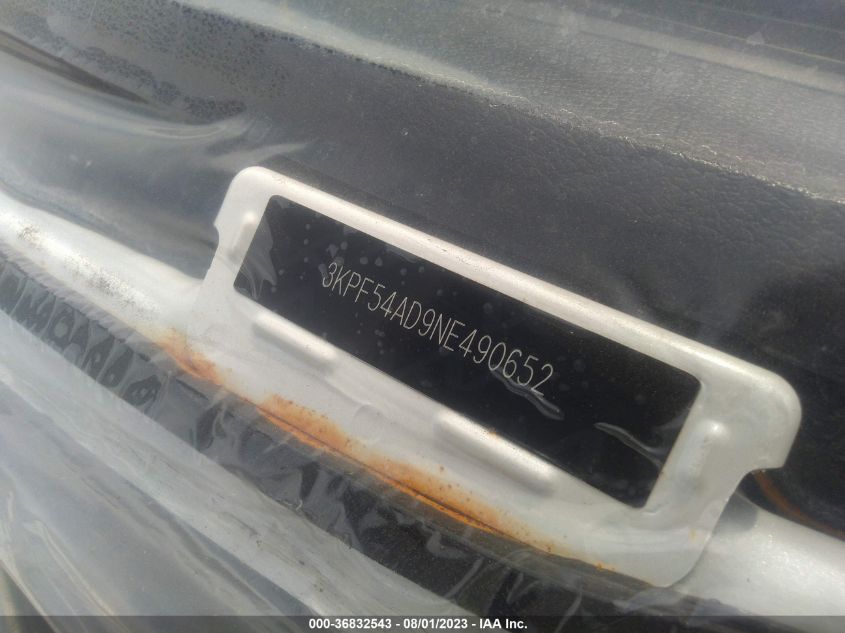 3KPF54AD9NE490652
000-36832543 - 08/01/2023 - IAA Inc.